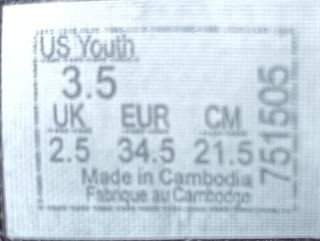 US Youth
3.5
UK EUR CM
2.5 34.5 21.5
Made in Cambodia
Fabrique au Cambodge
751505